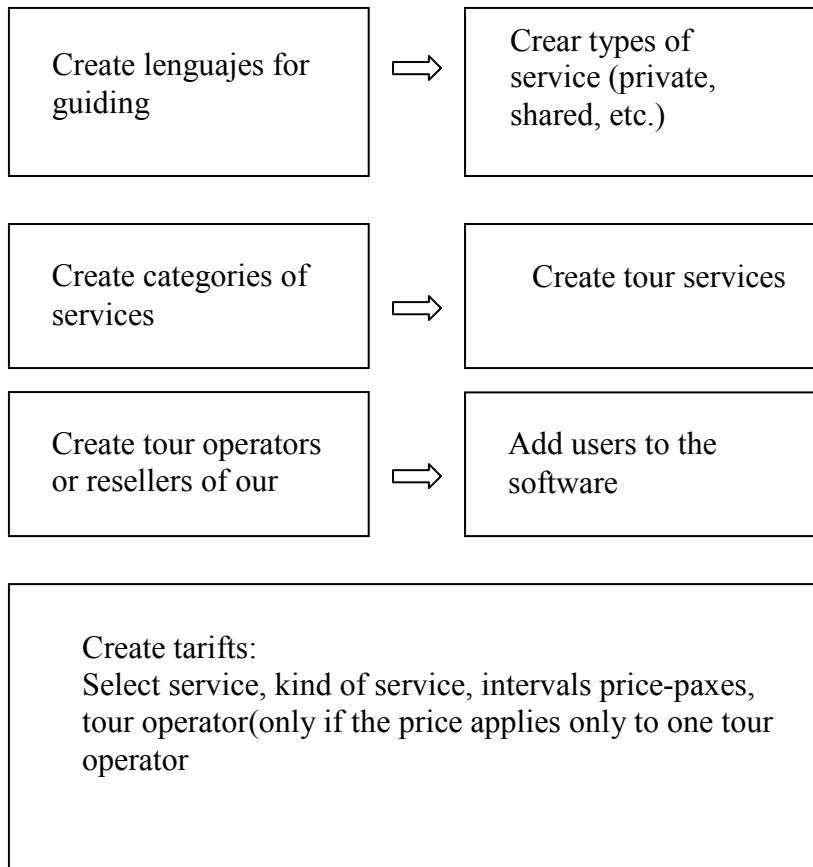 Create lenguajes for
guiding
Crear types of
service (private,
shared, etc.)
Create categories of
services
Create tour services
Create tour operators
or resellers of our
Add users to the
software
Create tarifts:
Select service, kind of service, intervals price-paxes,
tour operator(only if the price applies only to one tour
operator